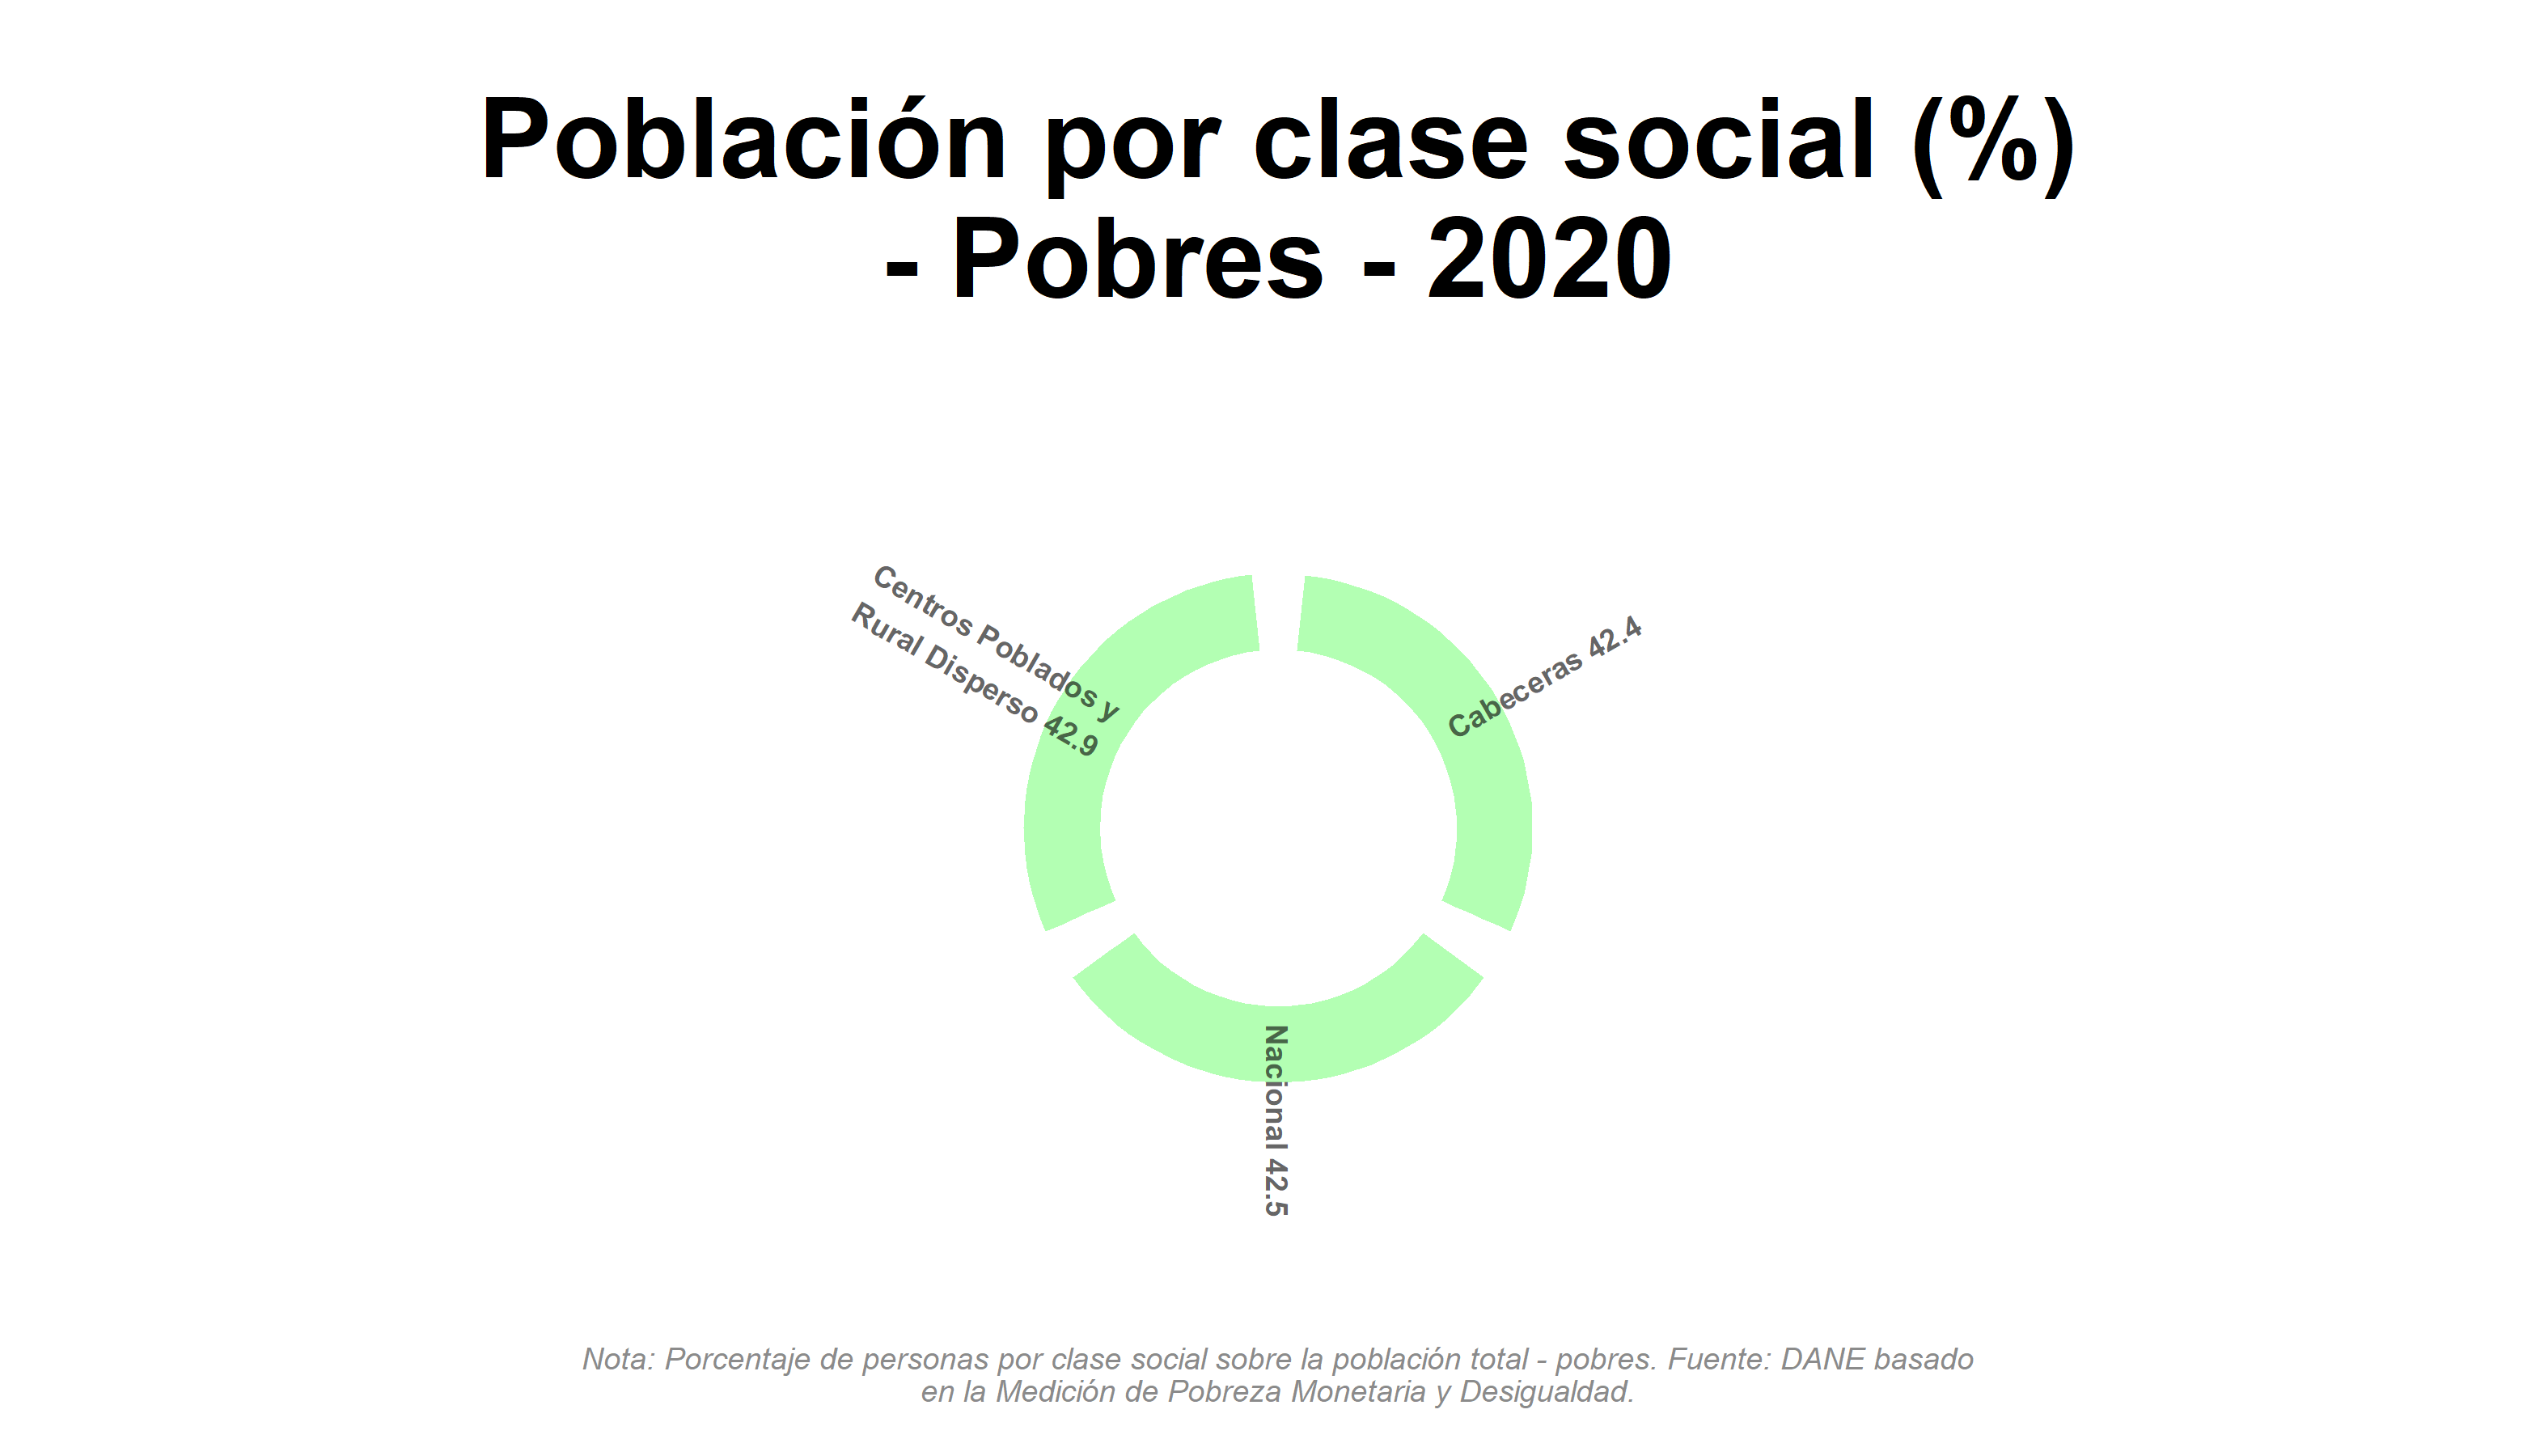 Población por clase social (%)
- Pobres - 2020
Centros Poblados y
Rural Disperso 42.9
Cabeceras 42.4
Nacional 42.5
Nota: Porcentaje de personas por clase social sobre la población total - pobres. Fuente: DANE basado
en la Medición de Pobreza Monetaria y Desigualdad.